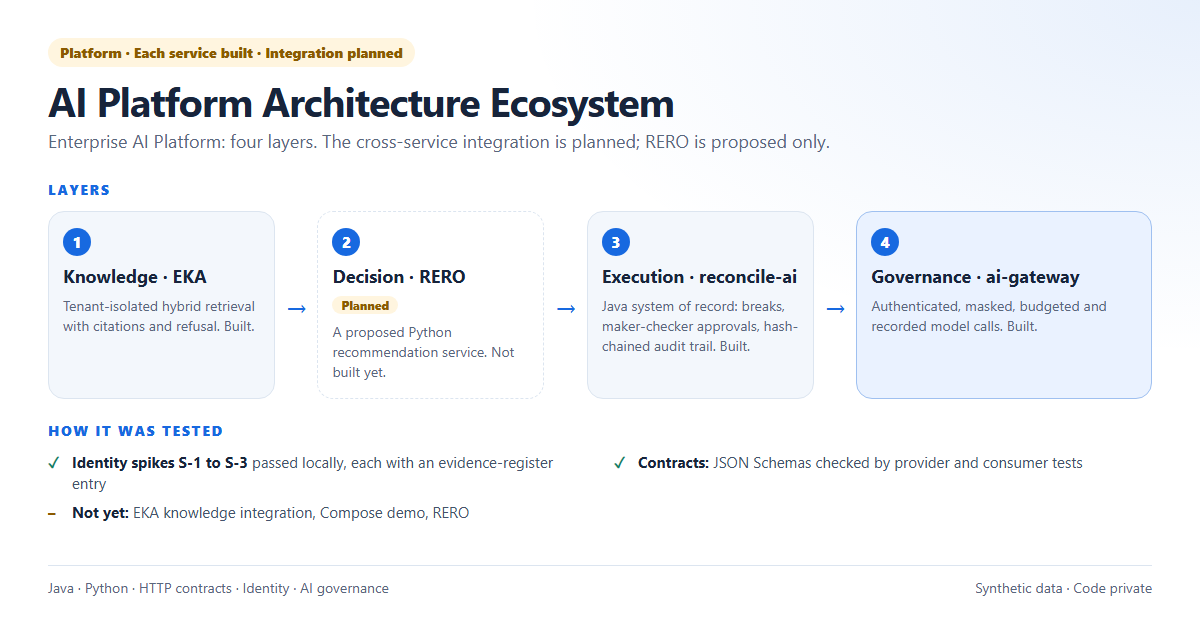 Platform · Each service built · Integration planned
AI Platform Architecture Ecosystem
Enterprise AI Platform: four layers. The cross-service integration is planned; RERO is proposed only.
LAYERS
1
Knowledge · EKA
Tenant-isolated hybrid retrieval
with citations and refusal. Built.
→
2
Decision · RERO
Planned
A proposed Python
recommendation service. Not
built yet.
→
3
Execution · reconcile-ai
Java system of record: breaks,
maker-checker approvals, hash-
chained audit trail. Built.
→
4
Governance · ai-gateway
Authenticated, masked, budgeted and
recorded model calls. Built.
HOW IT WAS TESTED
✓ Identity spikes S-1 to S-3 passed locally, each with an evidence-register
entry
✓ Contracts: JSON Schemas checked by provider and consumer tests
– Not yet: EKA knowledge integration, Compose demo, RERO
Java · Python · HTTP contracts · Identity · AI governance
Synthetic data · Code private